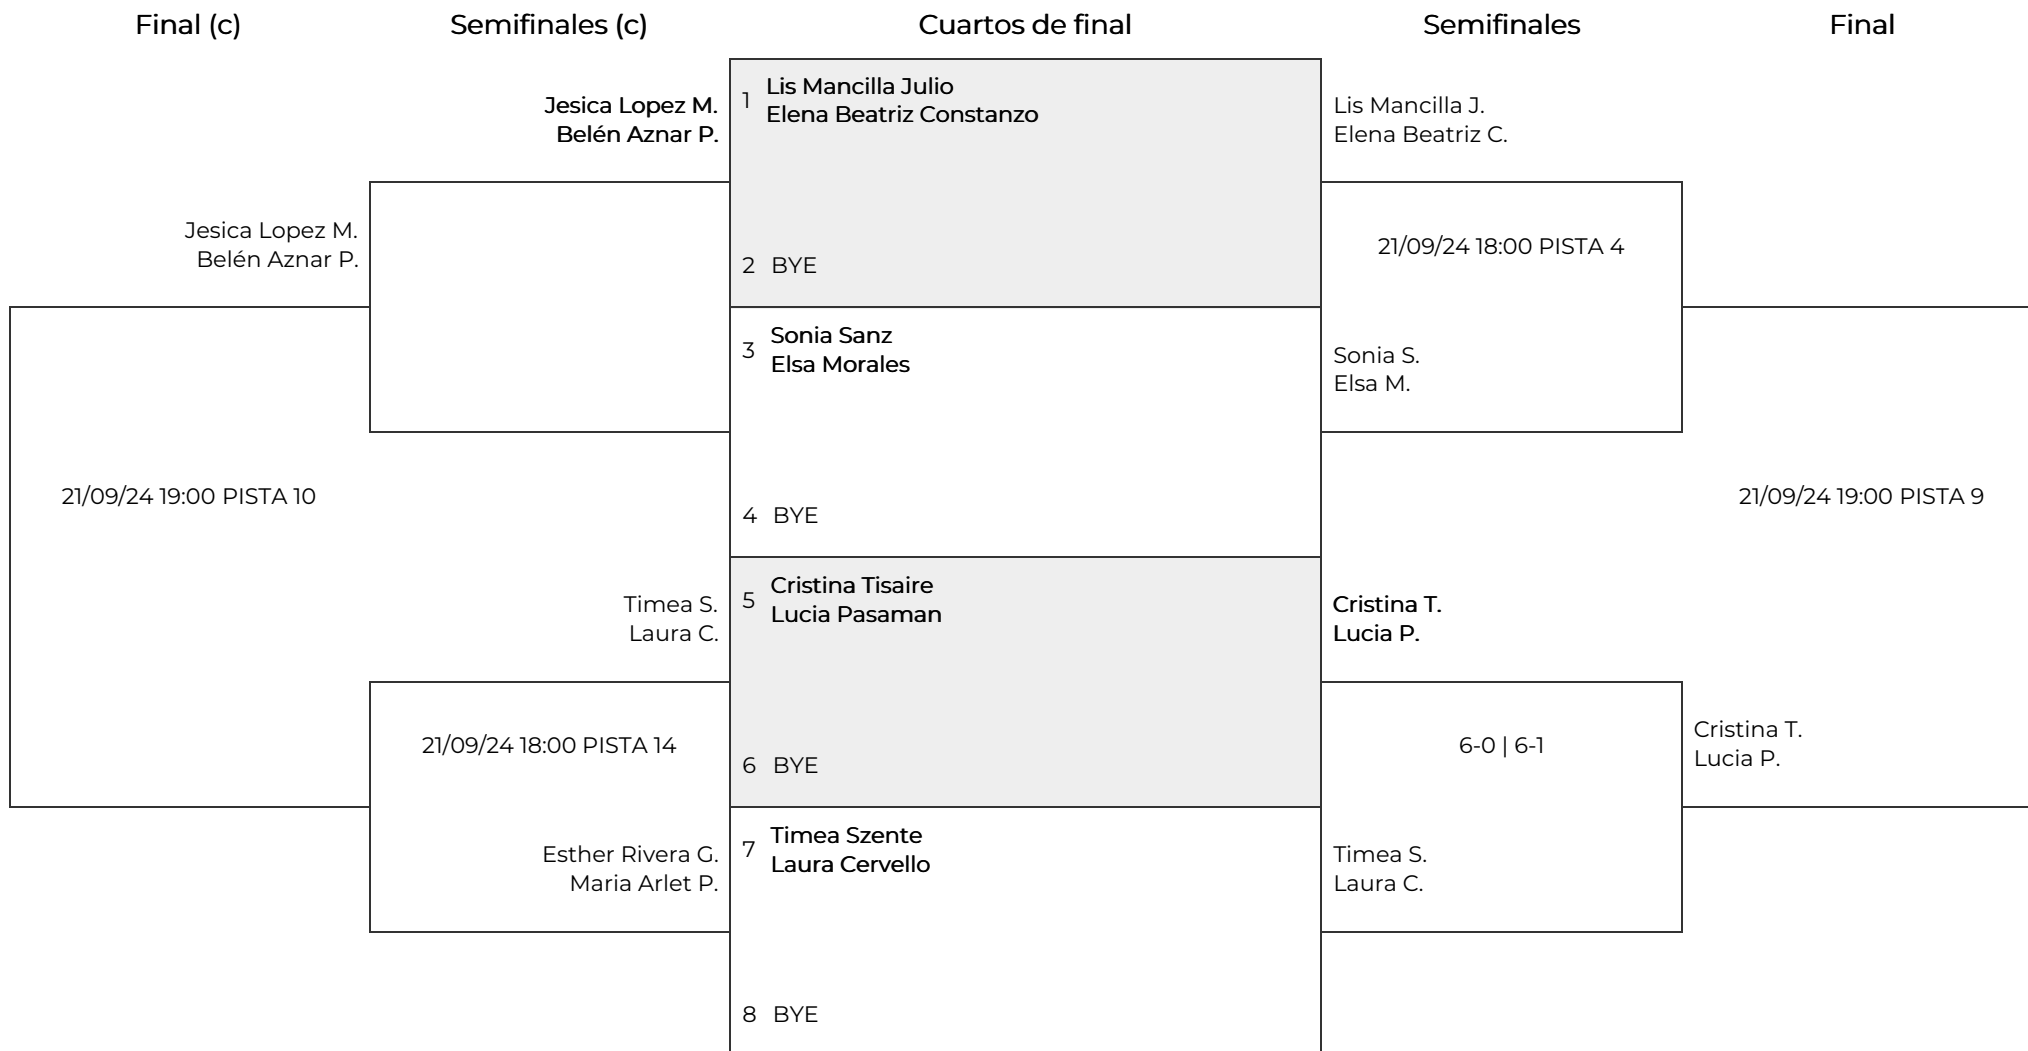 Final (c)
Semifinales (c)
Cuartos de final
Semifinales
Final
Jesica Lopez M.
Belén Aznar P.
Jesica Lopez M.
Belén Aznar P.
21/09/24 19:00 PISTA 10
Timea S.
Laura C.
21/09/24 18:00 PISTA 14
Esther Rivera G.
Maria Arlet P.
1 Lis Mancilla Julio
Elena Beatriz Constanzo
2 BYE
3 Sonia Sanz
Elsa Morales
4 BYE
5 Cristina Tisaire
Lucia Pasaman
6 BYE
7 Timea Szente
Laura Cervello
8 BYE
Lis Mancilla J.
Elena Beatriz C.
21/09/24 18:00 PISTA 4
Sonia S.
Elsa M.
Cristina T.
Lucia P.
6-0 | 6-1
Timea S.
Laura C.
21/09/24 19:00 PISTA 9
Cristina T.
Lucia P.